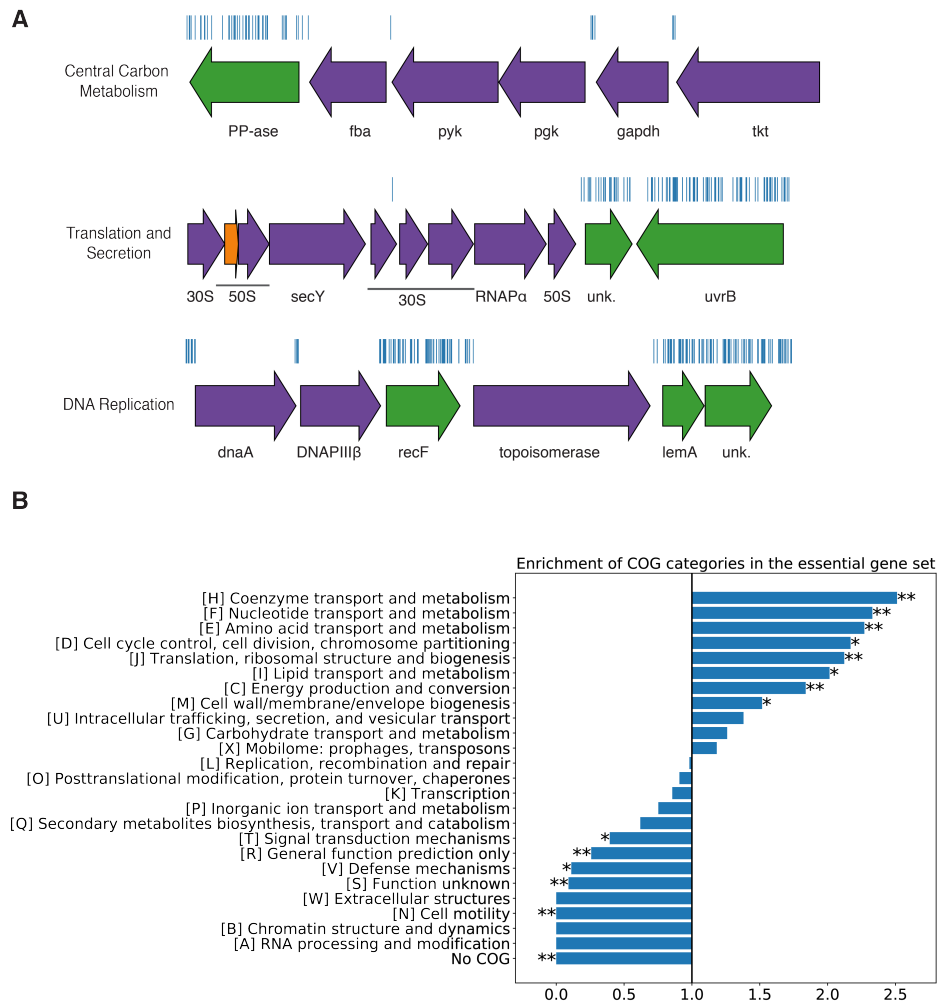 A
Central Carbon
Metabolism
PP-ase fba pyk pgk gapdh tkt
Translation and
Secretion
30S 50S secY 30S RNAPα 50S unk. uvrB
DNA Replication
dnaA DNAPIIIβ recF topoisomerase lemA unk.
B
Enrichment of COG categories in the essential gene set
[H] Coenzyme transport and metabolism **
[F] Nucleotide transport and metabolism **
[E] Amino acid transport and metabolism **
[D] Cell cycle control, cell division, chromosome partitioning *
[J] Translation, ribosomal structure and biogenesis **
[I] Lipid transport and metabolism *
[C] Energy production and conversion **
[M] Cell wall/membrane/envelope biogenesis *
[U] Intracellular trafficking, secretion, and vesicular transport
[G] Carbohydrate transport and metabolism
[X] Mobilome: prophages, transposons
[L] Replication, recombination and repair
[O] Posttranslational modification, protein turnover, chaperones
[K] Transcription
[P] Inorganic ion transport and metabolism
[Q] Secondary metabolites biosynthesis, transport and catabolism
[T] Signal transduction mechanisms *
[R] General function prediction only **
[V] Defense mechanisms *
[S] Function unknown **
[W] Extracellular structures
[N] Cell motility **
[B] Chromatin structure and dynamics
[A] RNA processing and modification
No COG **
0.0 0.5 1.0 1.5 2.0 2.5